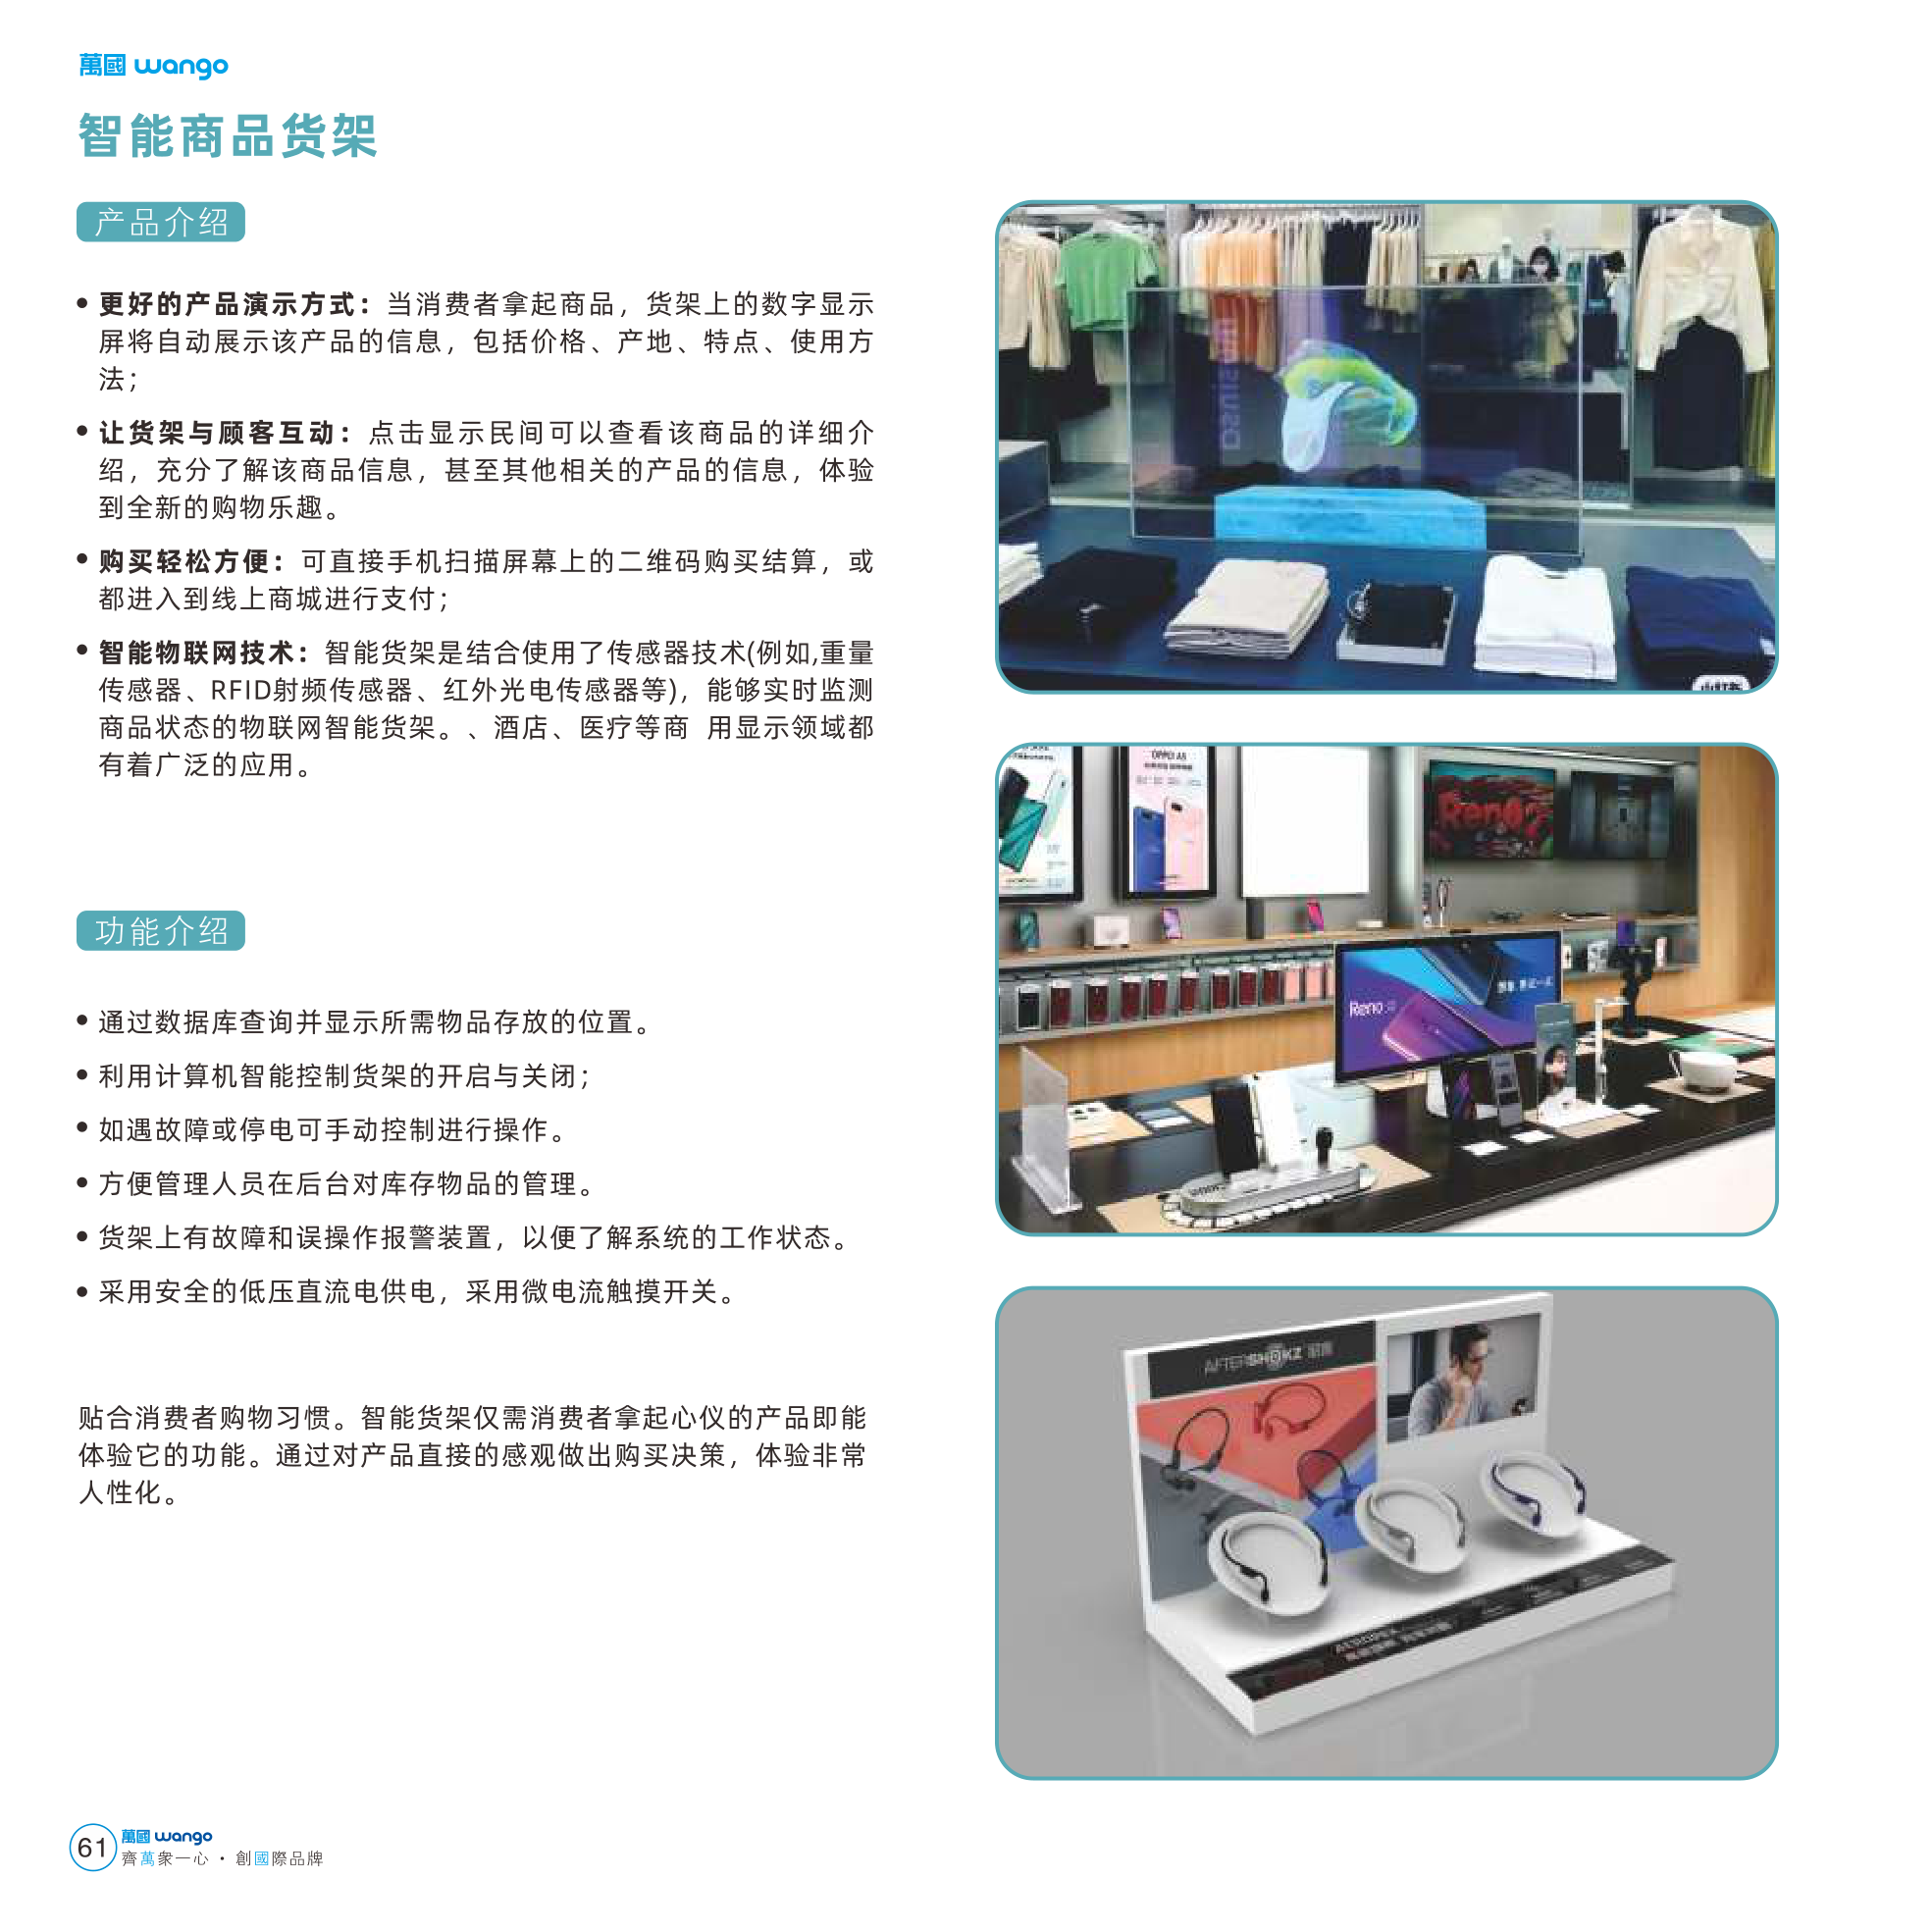 萬國 wango
智能商品货架
产品介绍
• 更好的产品演示方式：当消费者拿起商品，货架上的数字显示
屏将自动展示该产品的信息，包括价格、产地、特点、使用方
法；
• 让货架与顾客互动：点击显示民间可以查看该商品的详细介
绍，充分了解该商品信息，甚至其他相关的产品的信息，体验
到全新的购物乐趣。
• 购买轻松方便：可直接手机扫描屏幕上的二维码购买结算，或
都进入到线上商城进行支付；
• 智能物联网技术：智能货架是结合使用了传感器技术(例如,重量
传感器、RFID射频传感器、红外光电传感器等)，能够实时监测
商品状态的物联网智能货架。、酒店、医疗等商 用显示领域都
有着广泛的应用。
功能介绍
• 通过数据库查询并显示所需物品存放的位置。
• 利用计算机智能控制货架的开启与关闭；
• 如遇故障或停电可手动控制进行操作。
• 方便管理人员在后台对库存物品的管理。
• 货架上有故障和误操作报警装置，以便了解系统的工作状态。
• 采用安全的低压直流电供电，采用微电流触摸开关。
贴合消费者购物习惯。智能货架仅需消费者拿起心仪的产品即能
体验它的功能。通过对产品直接的感观做出购买决策，体验非常
人性化。
OPPO A5
Reno 2
Reno
AFTERSHOKZ
AEROPEX
61
萬國 wango
齊萬衆一心 · 創國際品牌